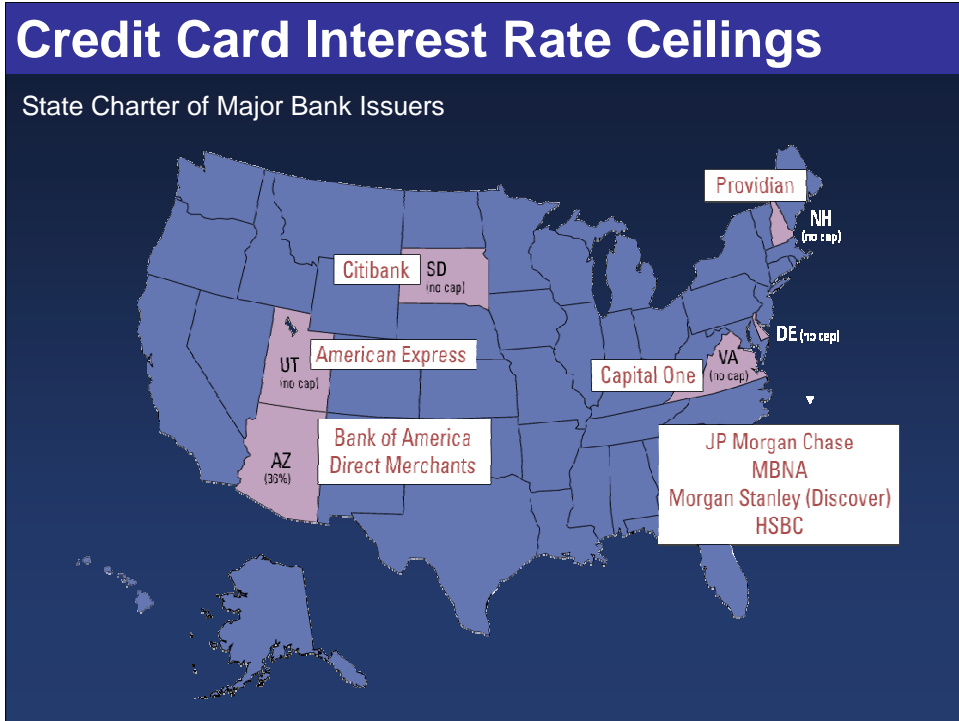 Credit Card Interest Rate Ceilings
State Charter of Major Bank Issuers
Providian
NH
(no cap)
Citibank
SD
(no cap)
DE (no cap)
UT
(no cap)
American Express
VA
(no cap)
Capital One
AZ
(36%)
Bank of America
Direct Merchants
JP Morgan Chase
MBNA
Morgan Stanley (Discover)
HSBC